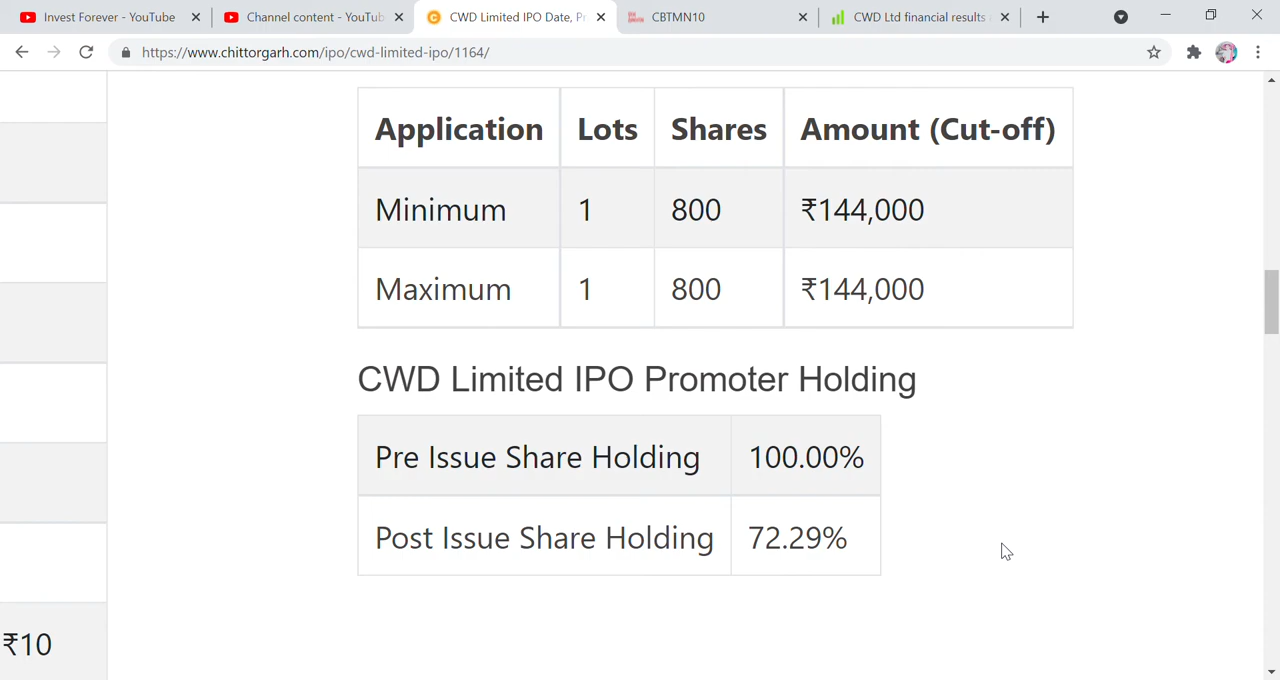 Invest Forever - YouTube
Channel content - YouTub
CWD Limited IPO Date, P
CBTMN10
CWD Ltd financial results
https://www.chittorgarh.com/ipo/cwd-limited-ipo/1164/
Application Lots Shares Amount (Cut-off)
Minimum 1 800 ₹144,000
Maximum 1 800 ₹144,000
CWD Limited IPO Promoter Holding
Pre Issue Share Holding 100.00%
Post Issue Share Holding 72.29%
₹10